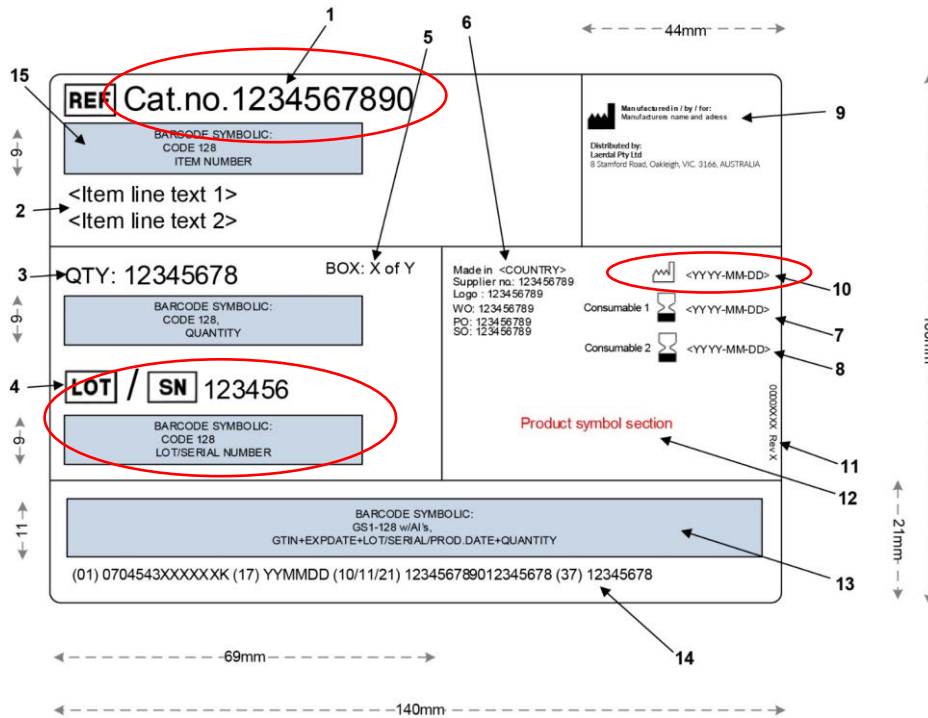 1
6
44mm
5
15
REF Cat.no.1234567890
Manufactured in / by / for:
Manufacturers name and adress
9
BARCODE SYMBOLIC:
CODE 128
ITEM NUMBER
Distributed by:
Laerdal Pty Ltd
8 Stamford Road, Oakleigh, VIC. 3166, AUSTRALIA
9
2
<Item line text 1>
<Item line text 2>
3
QTY: 12345678
BOX: X of Y
Made in <COUNTRY>
Supplier no.: 123456789
Logo : 123456789
WO: 123456789
PO: 123456789
SO: 123456789
<YYYY-MM-DD>
10
Consumable 1 <YYYY-MM-DD>
7
Consumable 2 <YYYY-MM-DD>
8
9
BARCODE SYMBOLIC:
CODE 128,
QUANTITY
4
LOT / SN 123456
9
BARCODE SYMBOLIC:
CODE 128
LOT/SERIAL NUMBER
Product symbol section
Rev X
11
12
11
BARCODE SYMBOLIC:
GS1-128 w/AI's,
GTIN+EXPDATE+LOT/SERIAL/PROD.DATE+QUANTITY
21mm
13
(01) 0704543XXXXXXK (17) YYMMDD (10/11/21) 123456789012345678 (37) 12345678
14
69mm
140mm